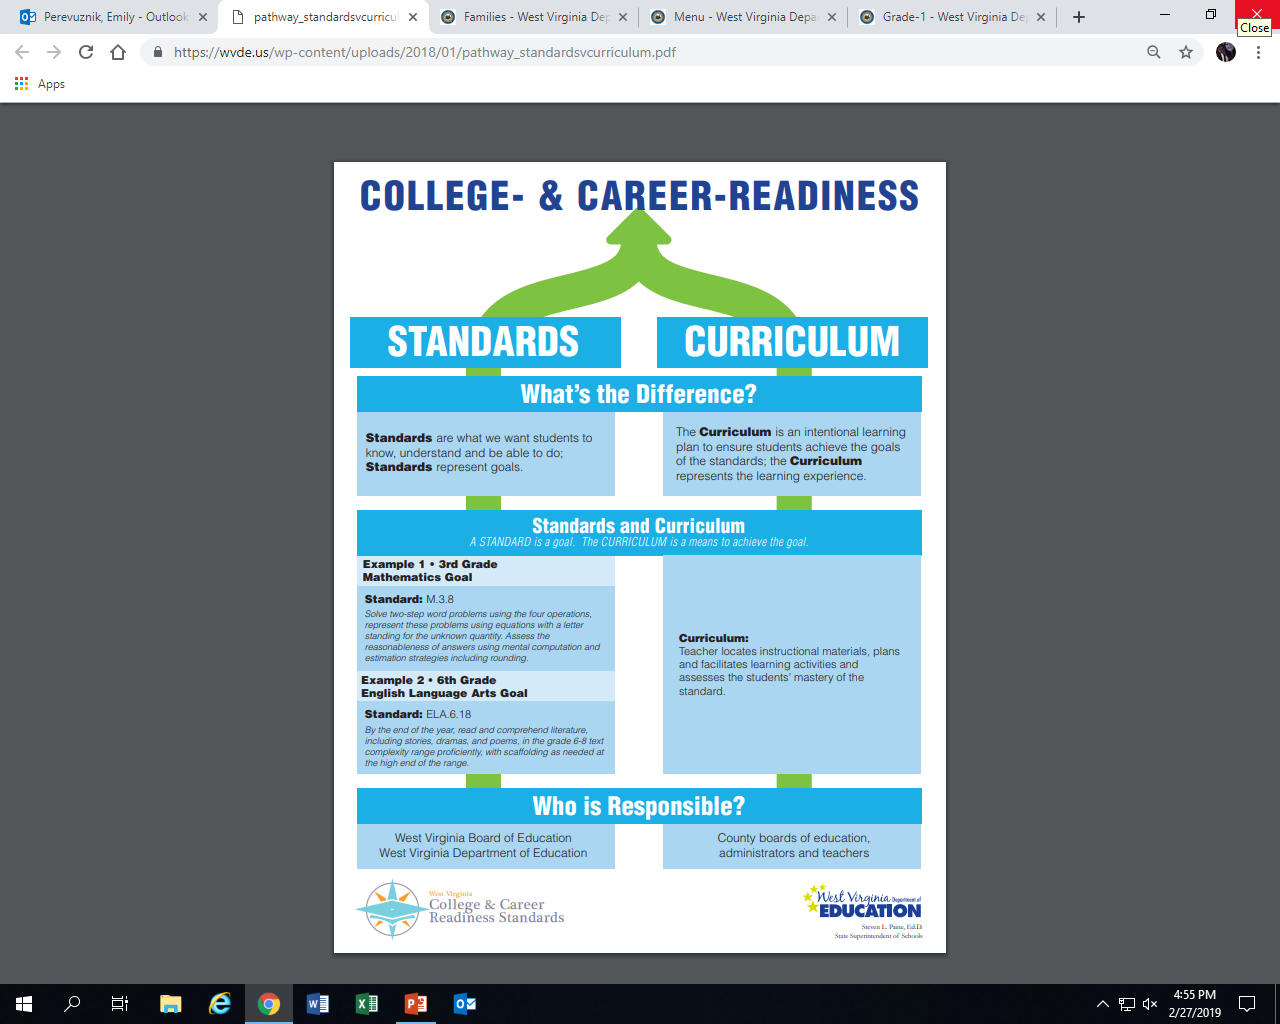 Perevuznik, Emily - Outlook
pathway_standardsvcurricul
Families - West Virginia Dep
Menu - West Virginia Depa
Grade-1 - West Virginia De
Close
https://wvde.us/wp-content/uploads/2018/01/pathway_standardsvcurriculum.pdf
Apps
COLLEGE- & CAREER-READINESS
STANDARDS
CURRICULUM
What's the Difference?
Standards are what we want students to
know, understand and be able to do;
Standards represent goals.
The Curriculum is an intentional learning
plan to ensure students achieve the goals
of the standards; the Curriculum
represents the learning experience.
Standards and Curriculum
A STANDARD is a goal. The CURRICULUM is a means to achieve the goal.
Example 1 • 3rd Grade
Mathematics Goal
Standard: M.3.8
Solve two-step word problems using the four operations,
represent these problems using equations with a letter
standing for the unknown quantity. Assess the
reasonableness of answers using mental computation and
estimation strategies including rounding.
Example 2 • 6th Grade
English Language Arts Goal
Standard: ELA.6.18
By the end of the year, read and comprehend literature,
including stories, dramas, and poems, in the grade 6-8 text
complexity range proficiently, with scaffolding as needed at
the high end of the range.
Curriculum:
Teacher locates instructional materials, plans
and facilitates learning activities and
assesses the students' mastery of the
standard.
Who is Responsible?
West Virginia Board of Education
West Virginia Department of Education
County boards of education,
administrators and teachers
West Virginia
College & Career
Readiness Standards
West Virginia Department of
EDUCATION
Steven L. Paine, Ed.D.
State Superintendent of Schools
4:55 PM
2/27/2019